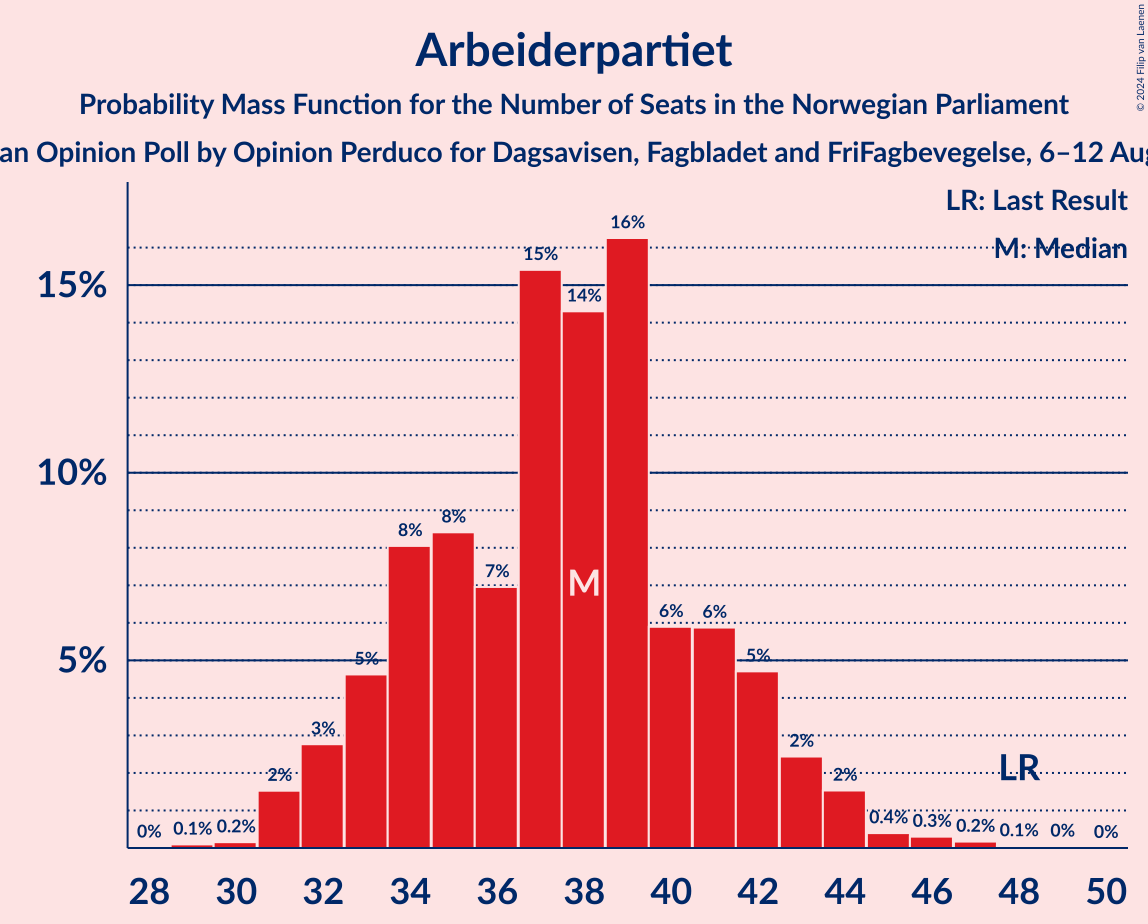 Arbeiderpartiet
Probability Mass Function for the Number of Seats in the Norwegian Parliament
an Opinion Poll by Opinion Perduco for Dagsavisen, Fagbladet and FriFagbevegelse, 6–12 Aug
© 2024 Filip van Laenen
LR: Last Result
M: Median
15%
10%
5%
0%
0.1%
0.2%
2%
3%
5%
8%
8%
7%
15%
14%
16%
6%
6%
5%
2%
2%
0.4%
0.3%
0.2%
0.1%
0%
0%
M
LR
28 30 32 34 36 38 40 42 44 46 48 50